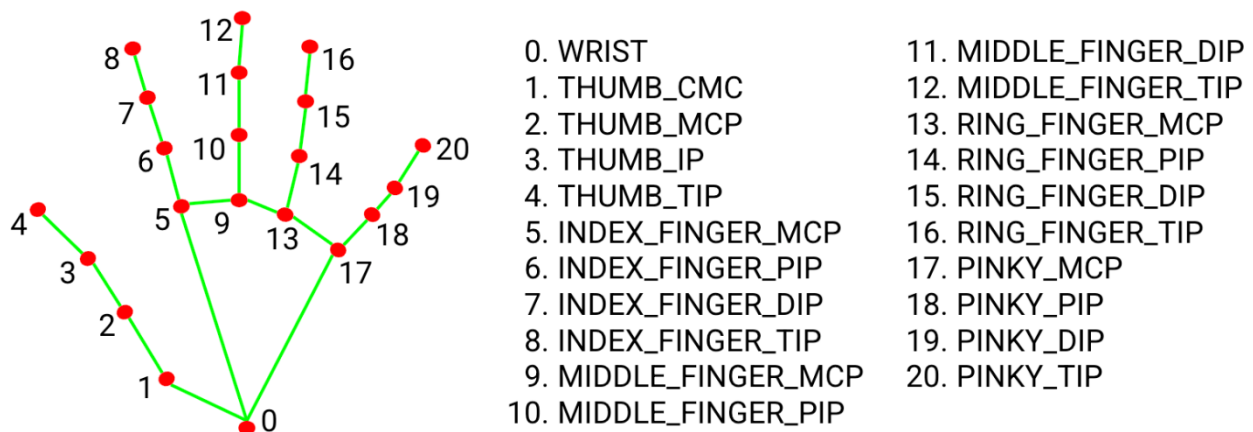 12
16
8
11
7
15
10
6
20
14
19
4
5
9
18
13
3
17
2
1
0
0. WRIST
1. THUMB_CMC
2. THUMB_MCP
3. THUMB_IP
4. THUMB_TIP
5. INDEX_FINGER_MCP
6. INDEX_FINGER_PIP
7. INDEX_FINGER_DIP
8. INDEX_FINGER_TIP
9. MIDDLE_FINGER_MCP
10. MIDDLE_FINGER_PIP
11. MIDDLE_FINGER_DIP
12. MIDDLE_FINGER_TIP
13. RING_FINGER_MCP
14. RING_FINGER_PIP
15. RING_FINGER_DIP
16. RING_FINGER_TIP
17. PINKY_MCP
18. PINKY_PIP
19. PINKY_DIP
20. PINKY_TIP